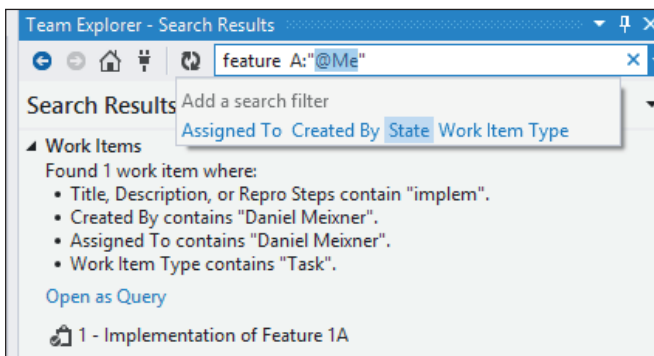 Team Explorer - Search Results
feature A:"@Me"
Add a search filter
Search Results
Assigned To Created By State Work Item Type
Work Items
Found 1 work item where:
• Title, Description, or Repro Steps contain "implem".
• Created By contains "Daniel Meixner".
• Assigned To contains "Daniel Meixner".
• Work Item Type contains "Task".
Open as Query
1 - Implementation of Feature 1A